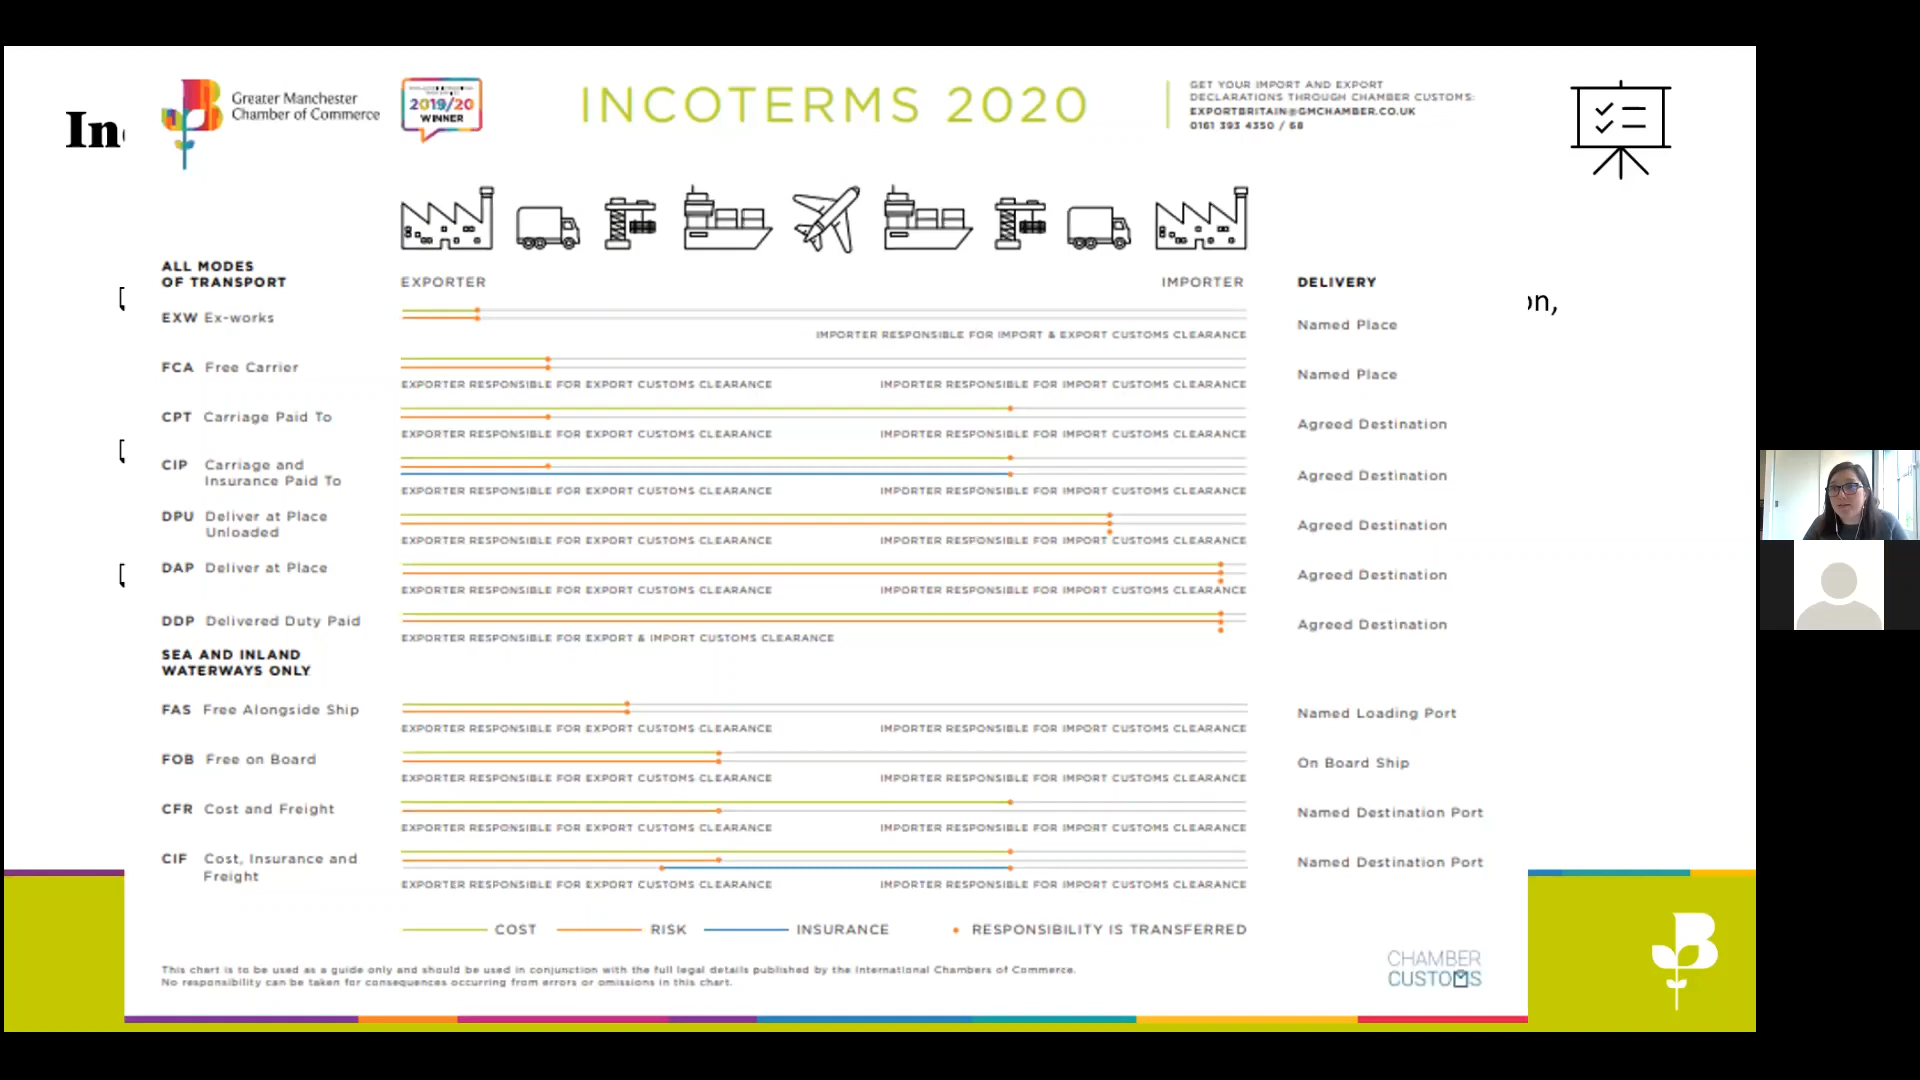 In
Greater Manchester
Chamber of Commerce
2019/20
WINNER
INCOTERMS 2020
GET YOUR IMPORT AND EXPORT
DECLARATIONS THROUGH CHAMBER CUSTOMS:
EXPORTBRITAIN@GMCHAMBER.CO.UK
0161 393 4350 / 68
ALL MODES
OF TRANSPORT
EXPORTER
IMPORTER
DELIVERY
on,
EXW Ex-works
IMPORTER RESPONSIBLE FOR IMPORT & EXPORT CUSTOMS CLEARANCE
Named Place
FCA Free Carrier
EXPORTER RESPONSIBLE FOR EXPORT CUSTOMS CLEARANCE
IMPORTER RESPONSIBLE FOR IMPORT CUSTOMS CLEARANCE
Named Place
CPT Carriage Paid To
EXPORTER RESPONSIBLE FOR EXPORT CUSTOMS CLEARANCE
IMPORTER RESPONSIBLE FOR IMPORT CUSTOMS CLEARANCE
Agreed Destination
CIP Carriage and
Insurance Paid To
EXPORTER RESPONSIBLE FOR EXPORT CUSTOMS CLEARANCE
IMPORTER RESPONSIBLE FOR IMPORT CUSTOMS CLEARANCE
Agreed Destination
DPU Deliver at Place
Unloaded
EXPORTER RESPONSIBLE FOR EXPORT CUSTOMS CLEARANCE
IMPORTER RESPONSIBLE FOR IMPORT CUSTOMS CLEARANCE
Agreed Destination
DAP Deliver at Place
EXPORTER RESPONSIBLE FOR EXPORT CUSTOMS CLEARANCE
IMPORTER RESPONSIBLE FOR IMPORT CUSTOMS CLEARANCE
Agreed Destination
DDP Delivered Duty Paid
EXPORTER RESPONSIBLE FOR EXPORT & IMPORT CUSTOMS CLEARANCE
Agreed Destination
SEA AND INLAND
WATERWAYS ONLY
FAS Free Alongside Ship
EXPORTER RESPONSIBLE FOR EXPORT CUSTOMS CLEARANCE
IMPORTER RESPONSIBLE FOR IMPORT CUSTOMS CLEARANCE
Named Loading Port
FOB Free on Board
EXPORTER RESPONSIBLE FOR EXPORT CUSTOMS CLEARANCE
IMPORTER RESPONSIBLE FOR IMPORT CUSTOMS CLEARANCE
On Board Ship
CFR Cost and Freight
EXPORTER RESPONSIBLE FOR EXPORT CUSTOMS CLEARANCE
IMPORTER RESPONSIBLE FOR IMPORT CUSTOMS CLEARANCE
Named Destination Port
CIF Cost, Insurance and
Freight
EXPORTER RESPONSIBLE FOR EXPORT CUSTOMS CLEARANCE
IMPORTER RESPONSIBLE FOR IMPORT CUSTOMS CLEARANCE
Named Destination Port
COST RISK INSURANCE RESPONSIBILITY IS TRANSFERRED
This chart is to be used as a guide only and should be used in conjunction with the full legal details published by the International Chambers of Commerce.
No responsibility can be taken for consequences occurring from errors or omissions in this chart.
CHAMBER
CUSTOMS